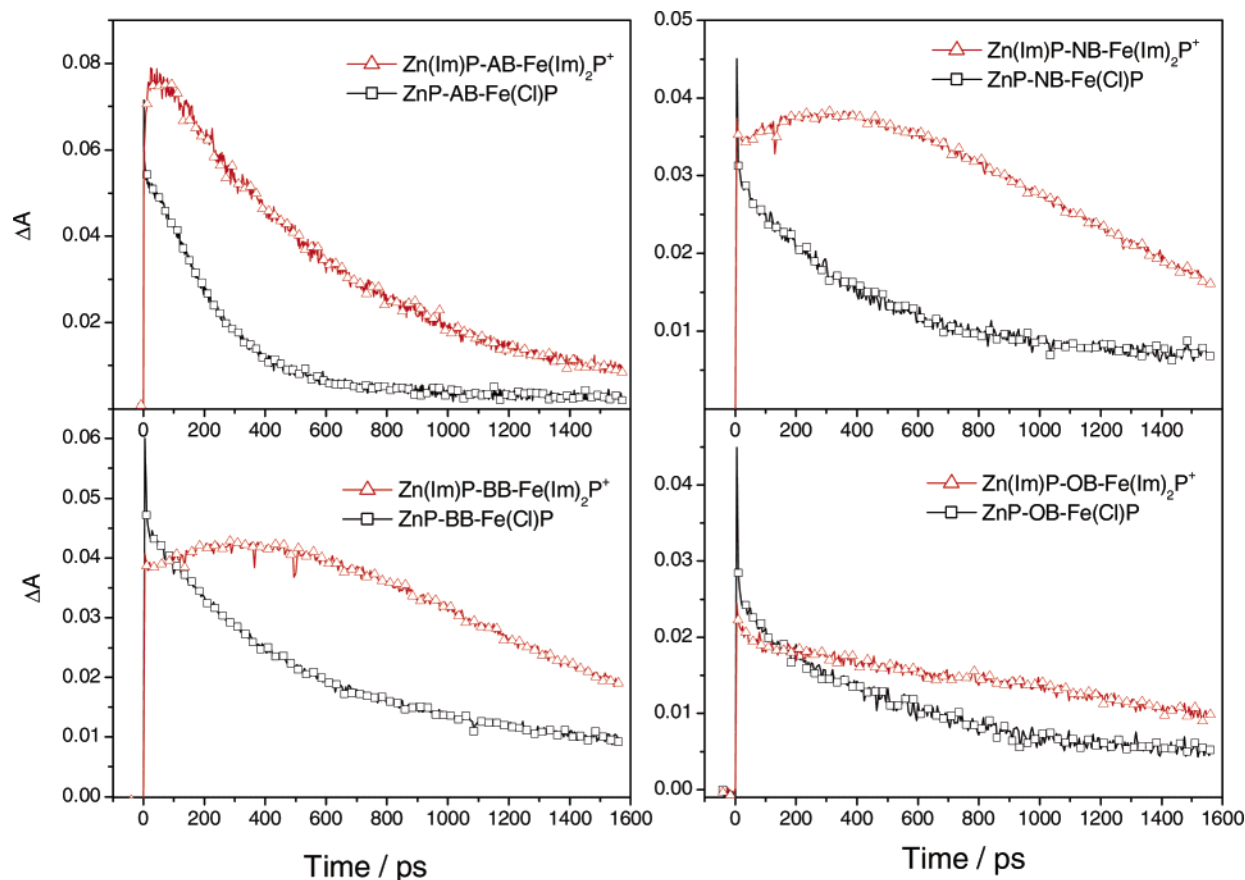 0.08
0.06
0.04
0.02
ΔA
Zn(Im)P-AB-Fe(Im)₂P⁺
ZnP-AB-Fe(Cl)P
0 200 400 600 800 1000 1200 1400
0.05
0.04
0.03
0.02
0.01
Zn(Im)P-NB-Fe(Im)₂P⁺
ZnP-NB-Fe(Cl)P
0 200 400 600 800 1000 1200 1400
0.06
0.05
0.04
0.03
0.02
0.01
0.00
ΔA
Zn(Im)P-BB-Fe(Im)₂P⁺
ZnP-BB-Fe(Cl)P
0 200 400 600 800 1000 1200 1400 1600
Time / ps
0.04
0.03
0.02
0.01
0.00
Zn(Im)P-OB-Fe(Im)₂P⁺
ZnP-OB-Fe(Cl)P
0 200 400 600 800 1000 1200 1400 1600
Time / ps